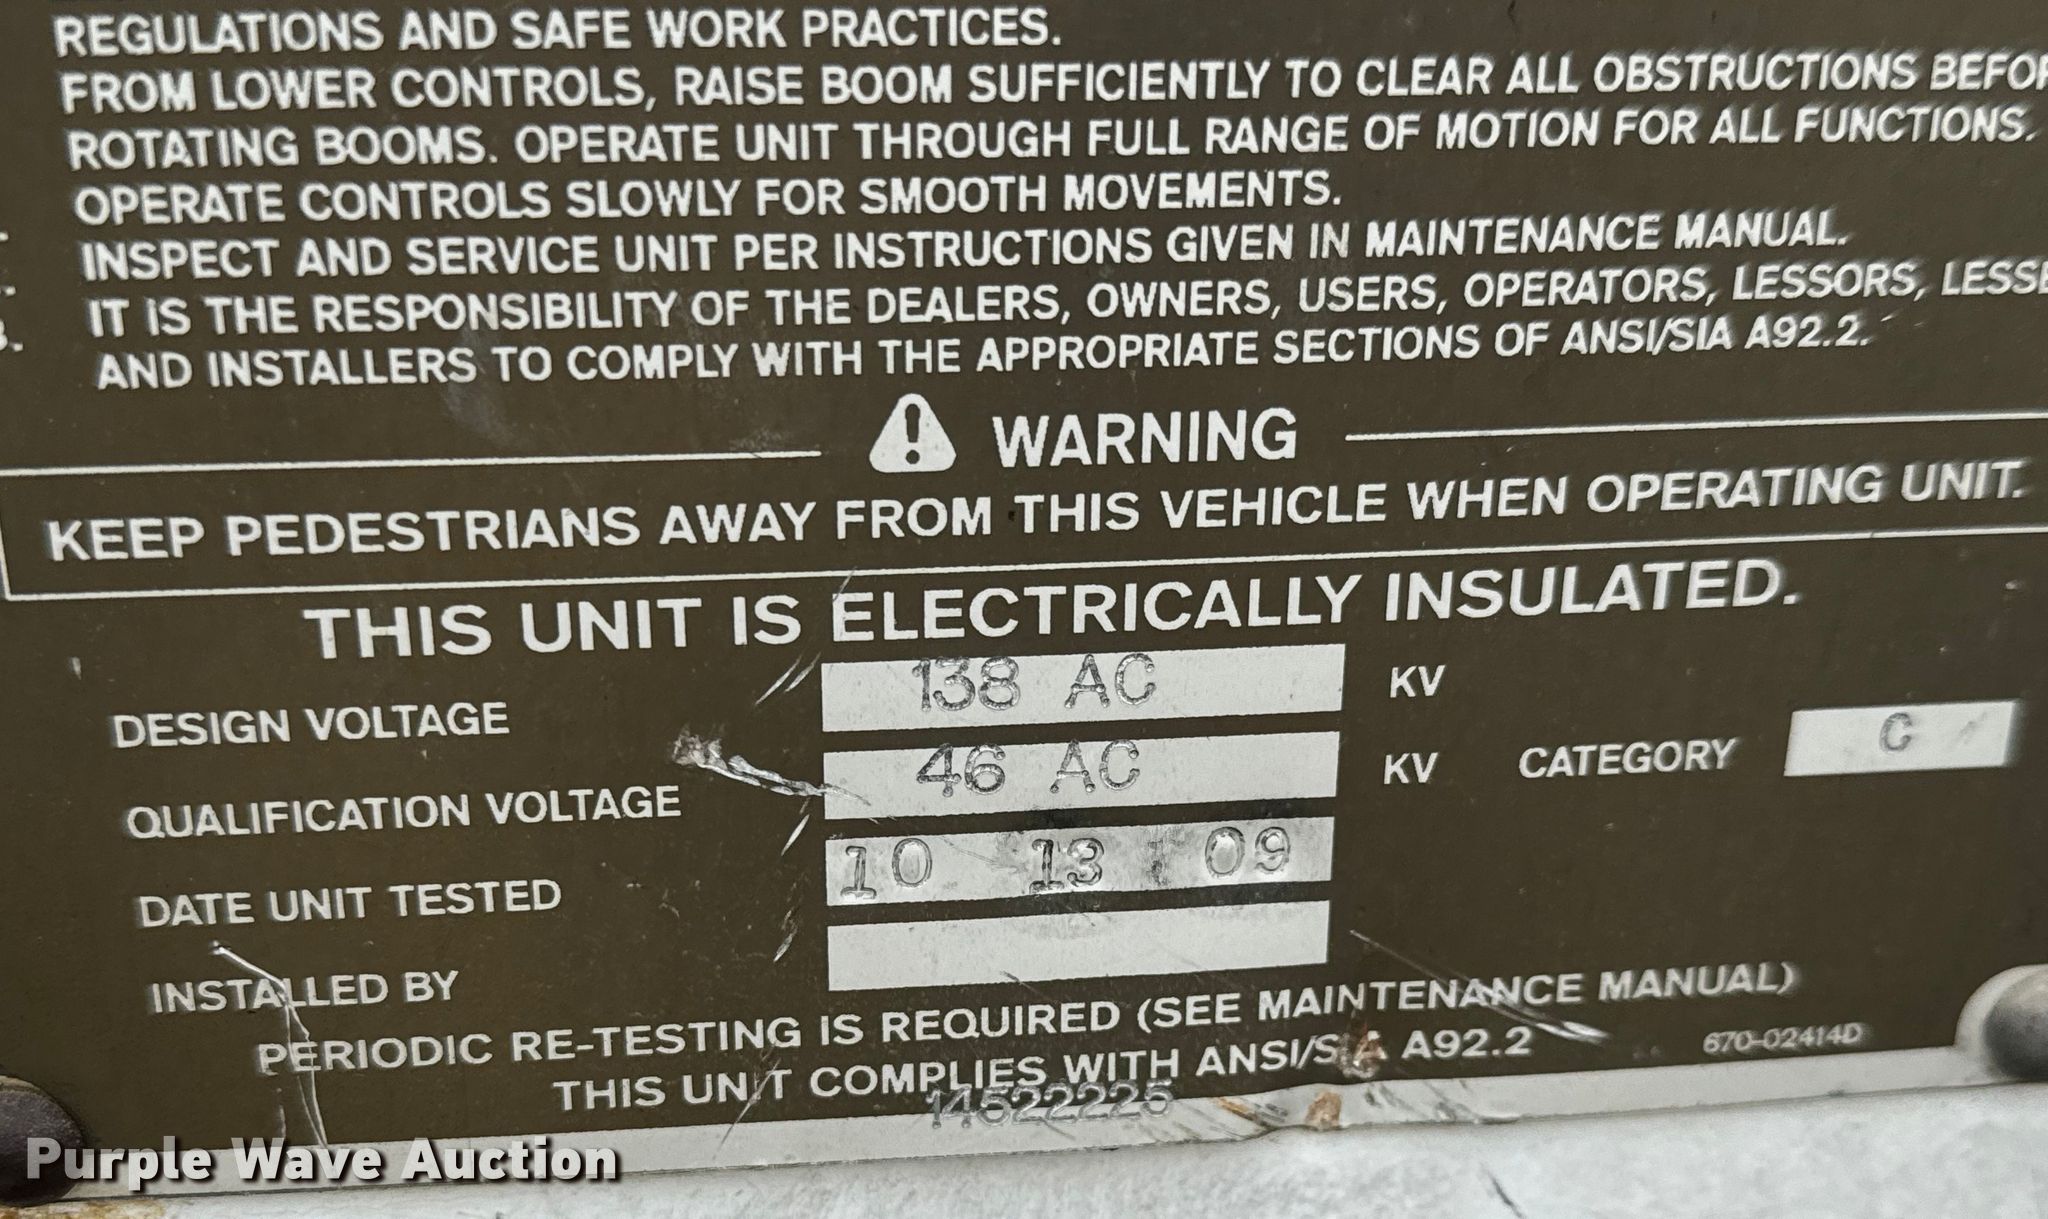 REGULATIONS AND SAFE WORK PRACTICES.
FROM LOWER CONTROLS, RAISE BOOM SUFFICIENTLY TO CLEAR ALL OBSTRUCTIONS BEFOR
ROTATING BOOMS. OPERATE UNIT THROUGH FULL RANGE OF MOTION FOR ALL FUNCTIONS.
OPERATE CONTROLS SLOWLY FOR SMOOTH MOVEMENTS.
INSPECT AND SERVICE UNIT PER INSTRUCTIONS GIVEN IN MAINTENANCE MANUAL.
IT IS THE RESPONSIBILITY OF THE DEALERS, OWNERS, USERS, OPERATORS, LESSORS, LESSE
AND INSTALLERS TO COMPLY WITH THE APPROPRIATE SECTIONS OF ANSI/SIA A92.2.
WARNING
KEEP PEDESTRIANS AWAY FROM THIS VEHICLE WHEN OPERATING UNIT.
THIS UNIT IS ELECTRICALLY INSULATED.
DESIGN VOLTAGE 138 AC KV
QUALIFICATION VOLTAGE 46 AC KV CATEGORY C
DATE UNIT TESTED 10 13 09
INSTALLED BY
PERIODIC RE-TESTING IS REQUIRED (SEE MAINTENANCE MANUAL)
THIS UNIT COMPLIES WITH ANSI/SIA A92.2 670-02414D
14522225
Purple Wave Auction